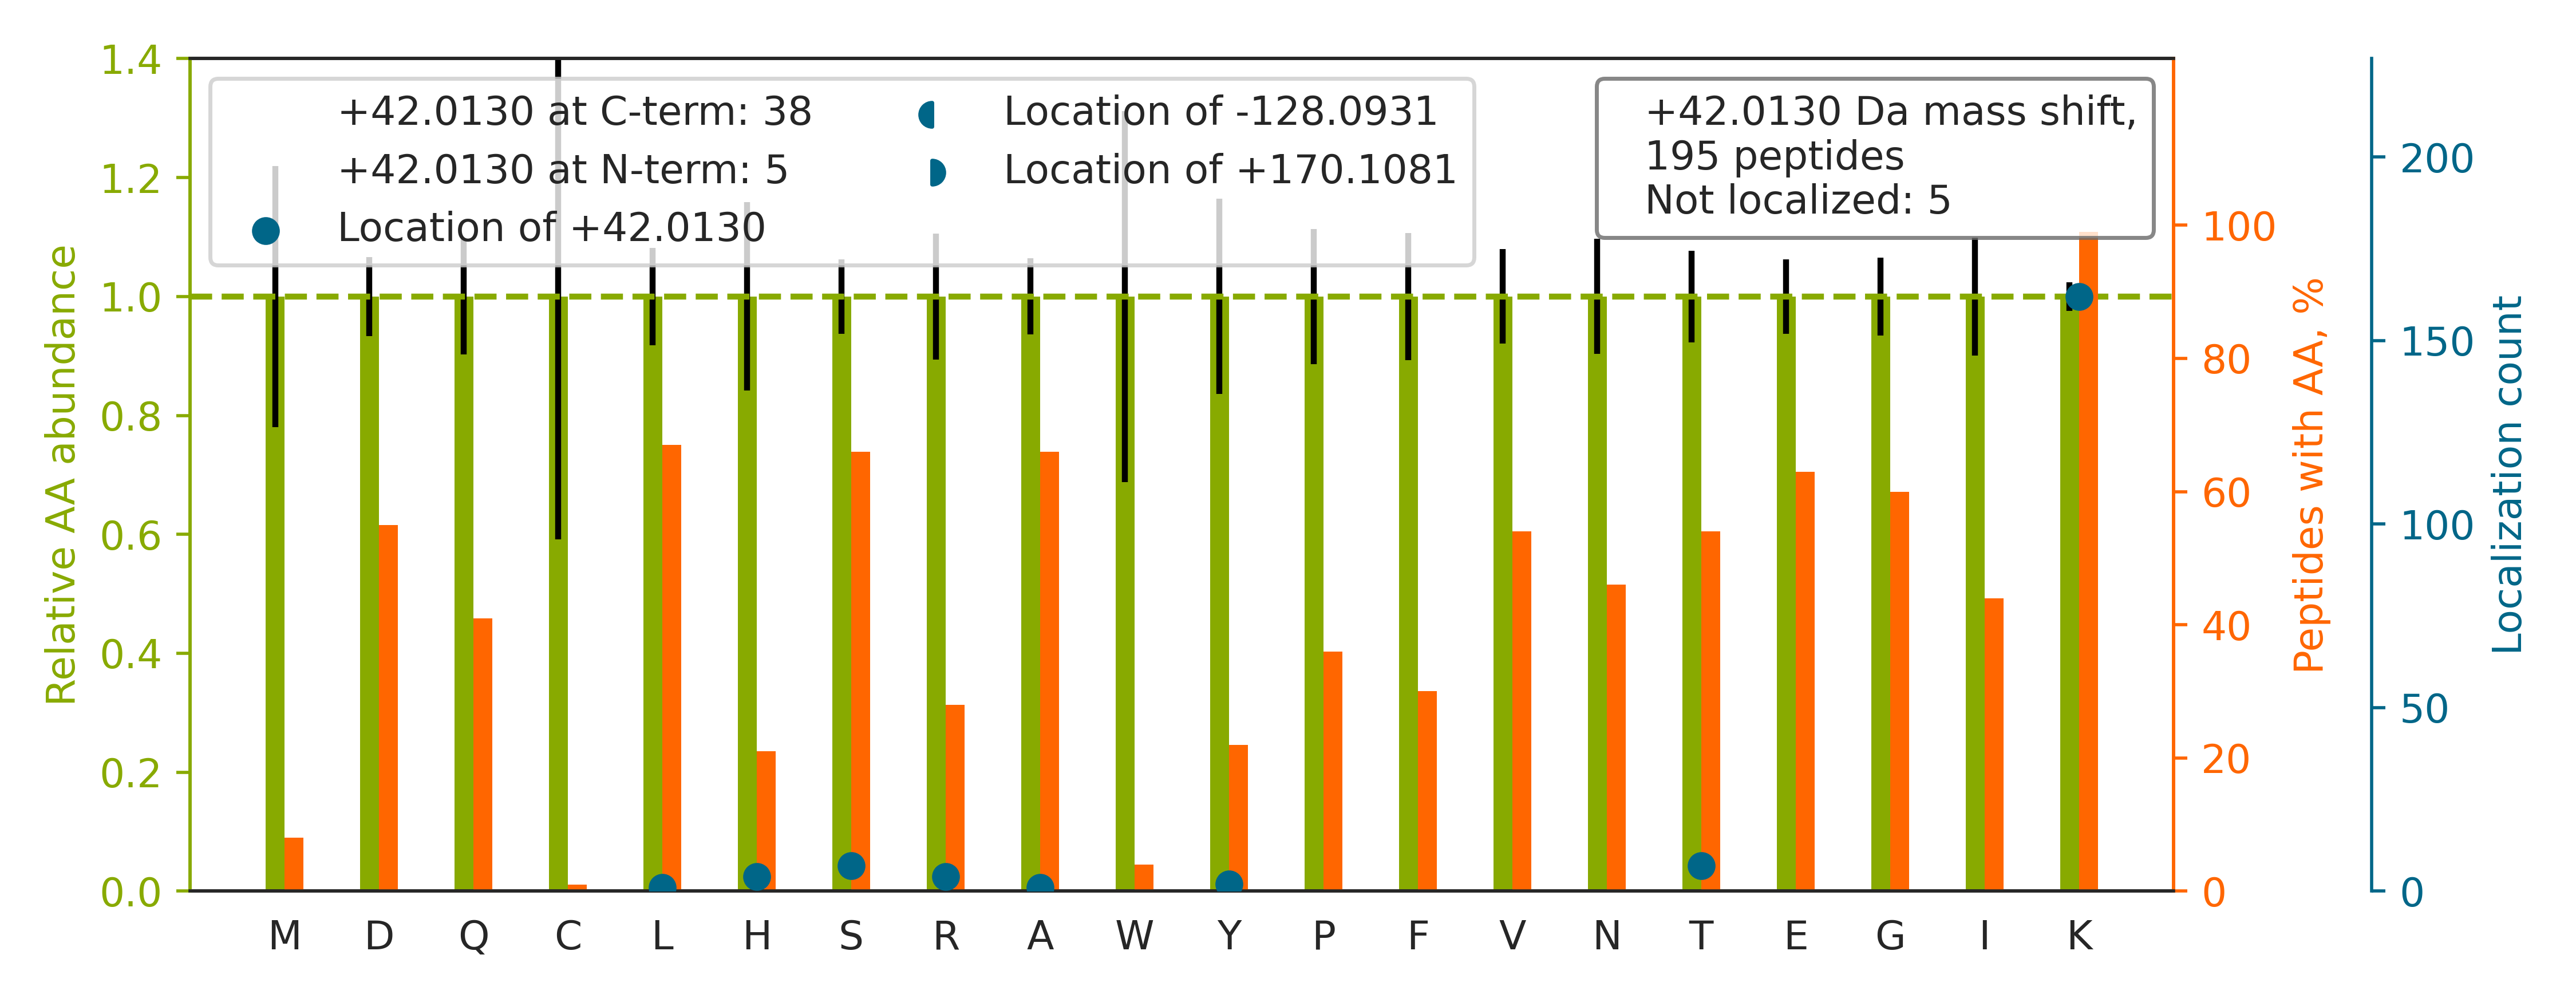 +42.0130 at C-term: 38
+42.0130 at N-term: 5
Location of +42.0130
Location of -128.0931
Location of +170.1081
+42.0130 Da mass shift,
195 peptides
Not localized: 5
Relative AA abundance
1.4
1.2
1.0
0.8
0.6
0.4
0.2
0.0
M D Q C L H S R A W Y P F V N T E G I K
100
80
60
40
20
0
Peptides with AA, %
200
150
100
50
0
Localization count